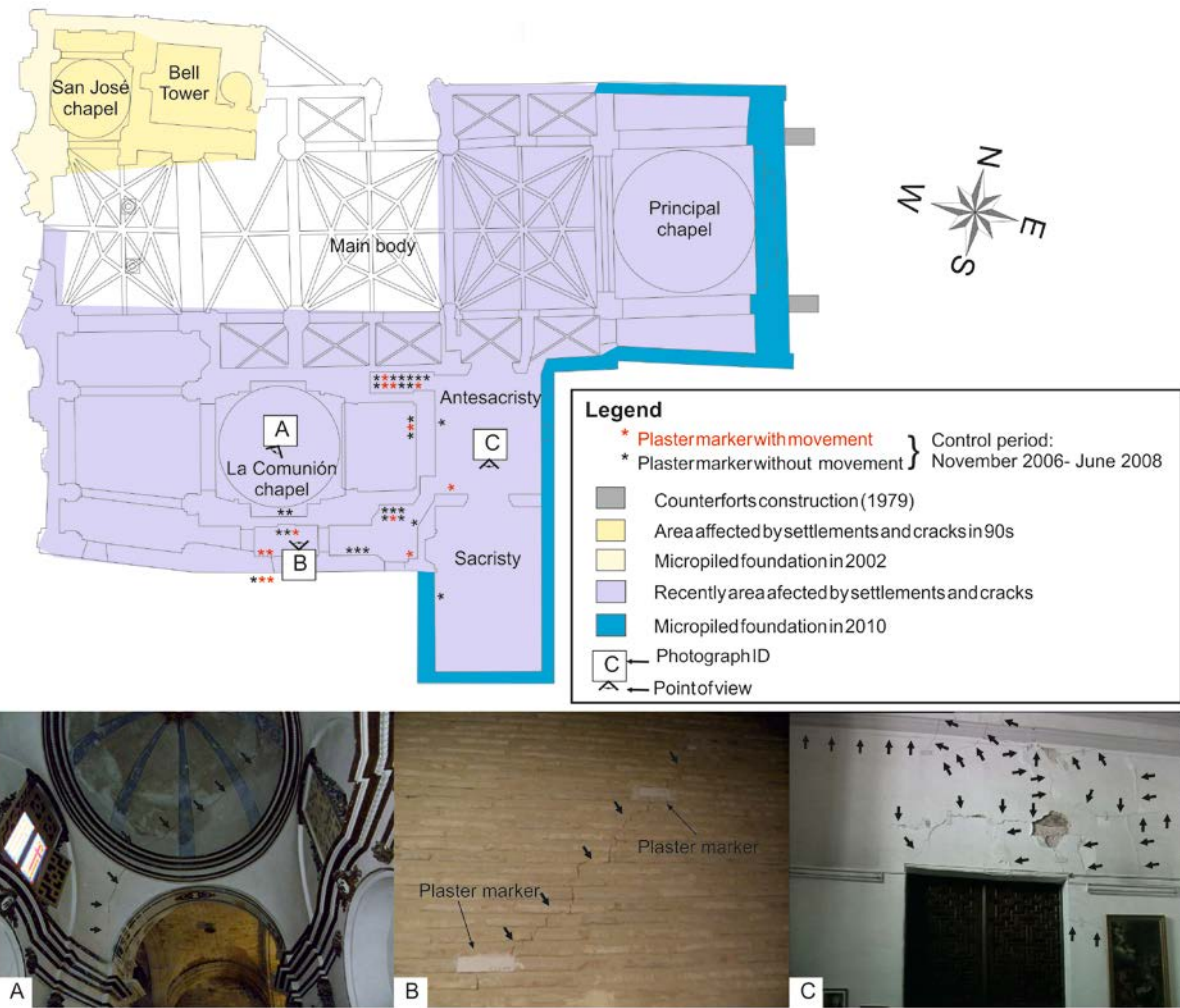 San José
chapel
Bell
Tower
Main body
Principal
chapel
N
W
E
S
A
La Comunión
chapel
Antesacristy
C
B
Sacristy
Legend
* Plaster marker with movement
* Plaster marker without movement
} Control period:
November 2006- June 2008
Counterforts construction (1979)
Area affected by settlements and cracks in 90s
Micropiled foundation in 2002
Recently area afected by settlements and cracks
Micropiled foundation in 2010
C
Photograph ID
Point of view
Plaster marker
Plaster marker
A
B
C